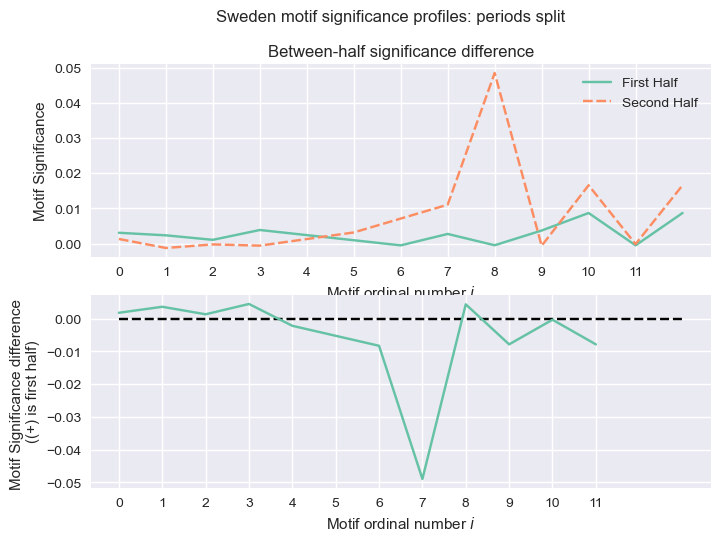 Sweden motif significance profiles: periods split
Between-half significance difference
Motif Significance
0.05
0.04
0.03
0.02
0.01
0.00
First Half
Second Half
0 1 2 3 4 5 6 7 8 9 10 11
Motif ordinal number i
Motif Significance difference
((+) is first half)
0.00
−0.01
−0.02
−0.03
−0.04
−0.05
0 1 2 3 4 5 6 7 8 9 10 11
Motif ordinal number i